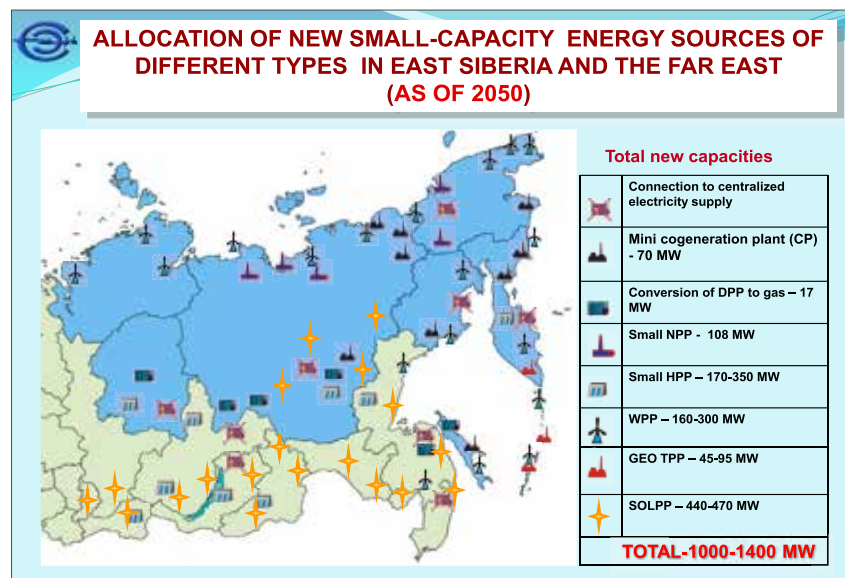 ALLOCATION OF NEW SMALL-CAPACITY ENERGY SOURCES OF
DIFFERENT TYPES IN EAST SIBERIA AND THE FAR EAST
(AS OF 2050)
Total new capacities
Connection to centralized
electricity supply
Mini cogeneration plant (CP)
- 70 MW
Conversion of DPP to gas – 17
MW
Small NPP - 108 MW
Small HPP – 170-350 MW
WPP – 160-300 MW
GEO TPP – 45-95 MW
SOLPP – 440-470 MW
TOTAL-1000-1400 MW